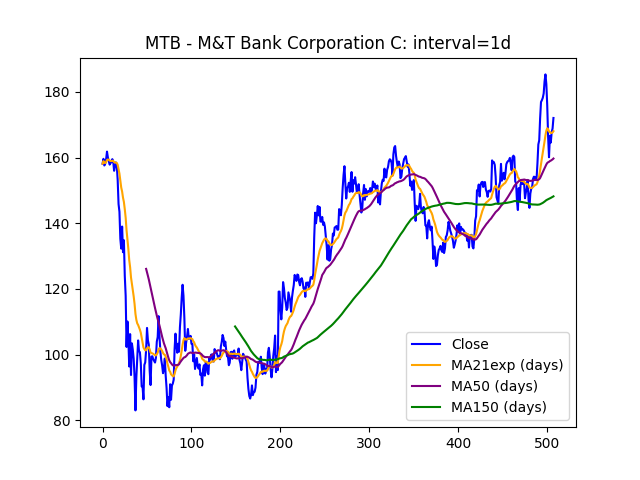 MTB - M&T Bank Corporation C: interval=1d
180
160
140
120
100
80
0
100
200
300
400
500
Close
MA21exp (days)
MA50 (days)
MA150 (days)